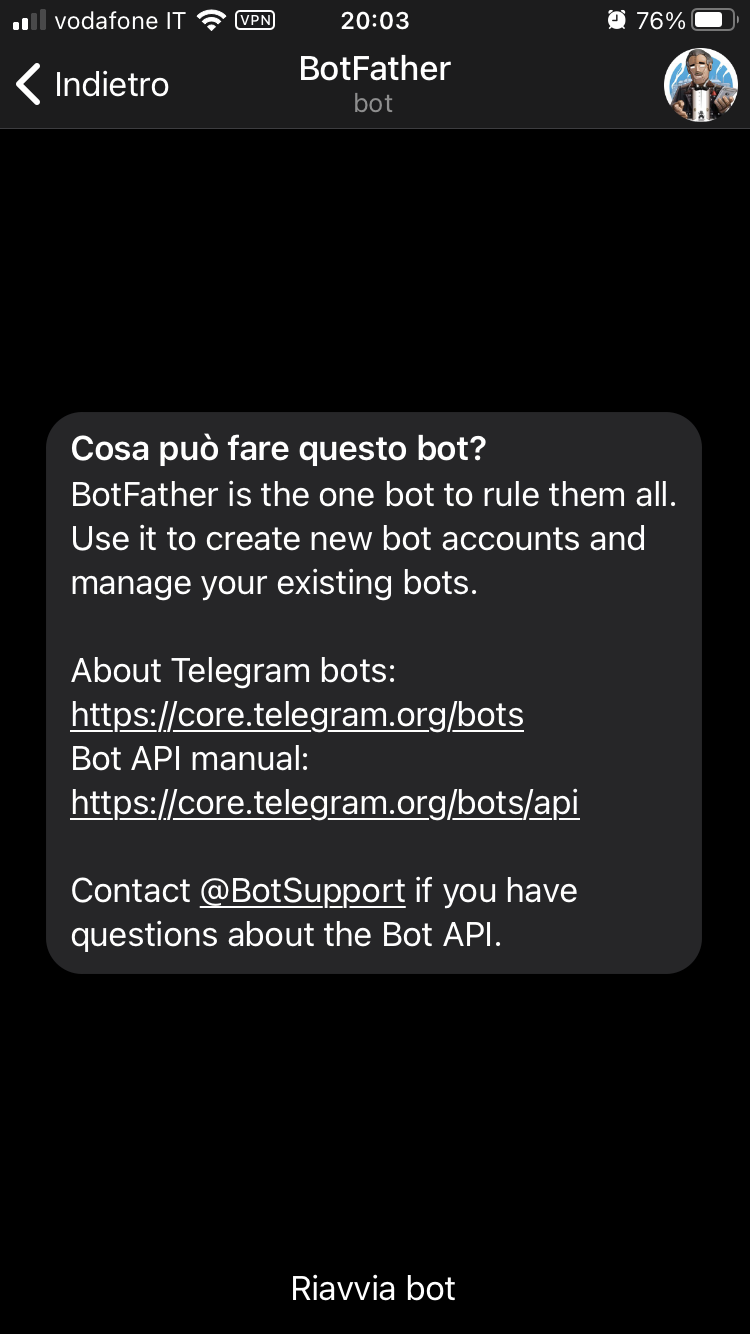 vodafone IT VPN 20:03 76%
Indietro
BotFather
bot
Cosa può fare questo bot?
BotFather is the one bot to rule them all.
Use it to create new bot accounts and
manage your existing bots.
About Telegram bots:
https://core.telegram.org/bots
Bot API manual:
https://core.telegram.org/bots/api
Contact @BotSupport if you have
questions about the Bot API.
Riavvia bot